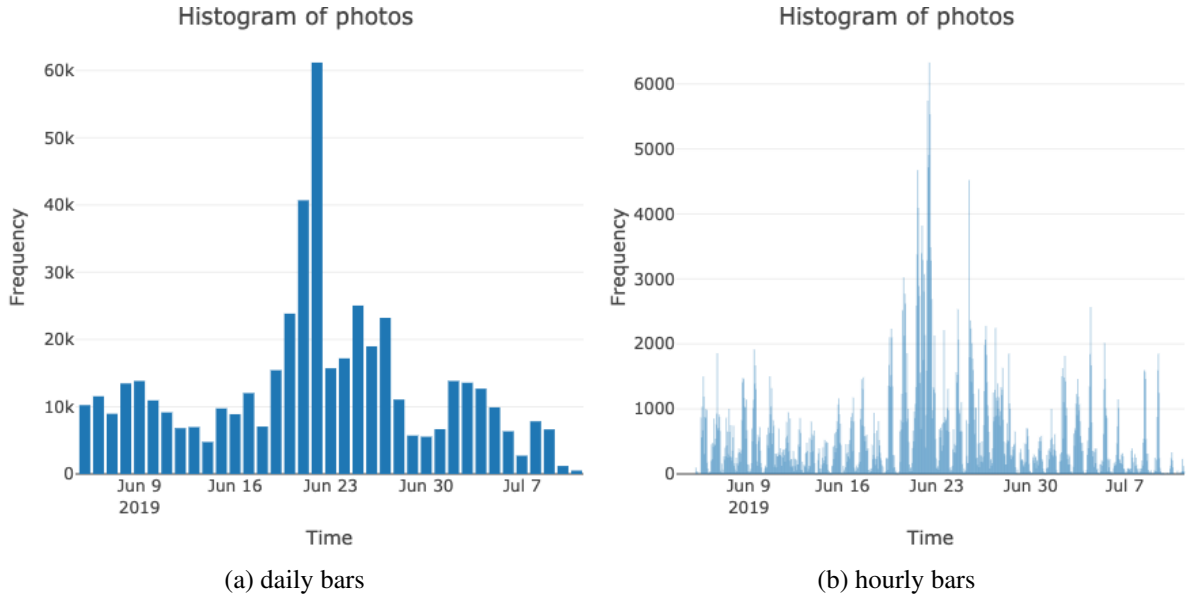 Histogram of photos
60k
50k
40k
30k
20k
10k
0
Frequency
Jun 9
2019
Jun 16
Jun 23
Jun 30
Jul 7
Time
(a) daily bars
Histogram of photos
6000
5000
4000
3000
2000
1000
0
Frequency
Jun 9
2019
Jun 16
Jun 23
Jun 30
Jul 7
Time
(b) hourly bars